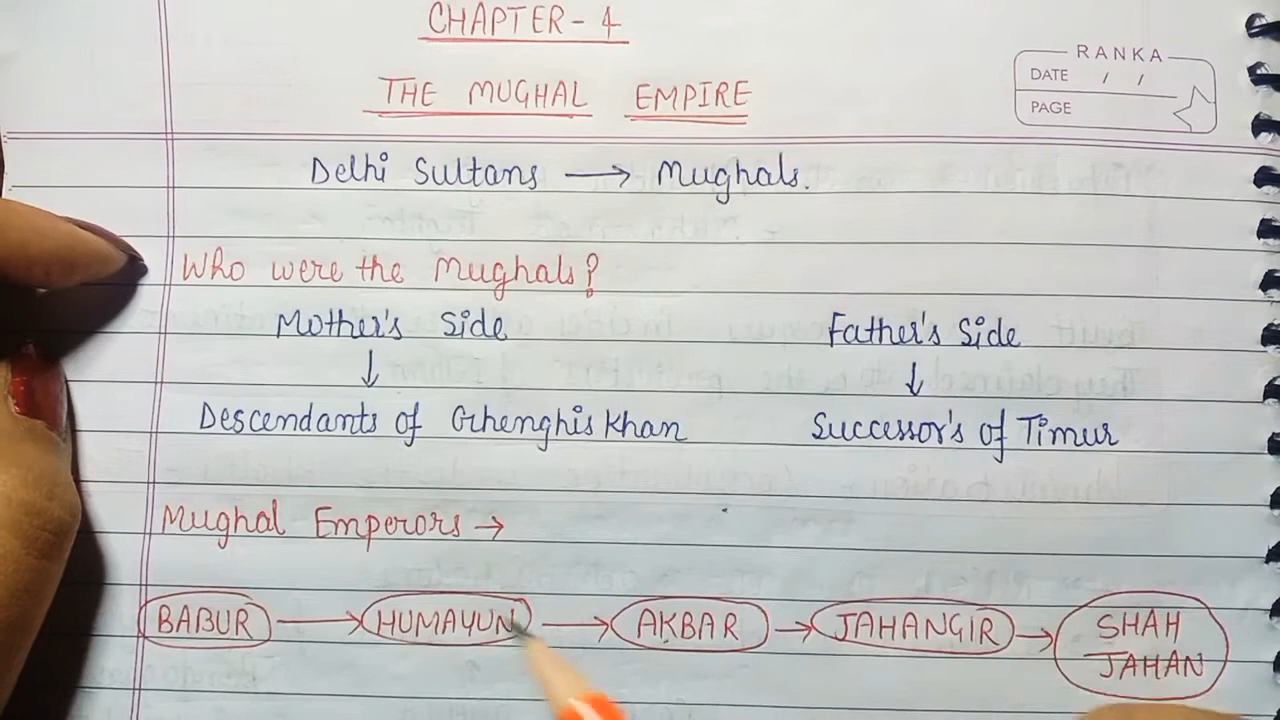 CHAPTER - 4
RANKA
THE MUGHAL EMPIRE
DATE / /
PAGE
Delhi Sultans → Mughals.
Who were the Mughals?
Mother's Side Father's Side
↓ ↓
Descendants of Ghenghis Khan Successor's of Timur
Mughal Emperors →
BABUR → HUMAYUN → AKBAR → JAHANGIR → SHAH JAHAN